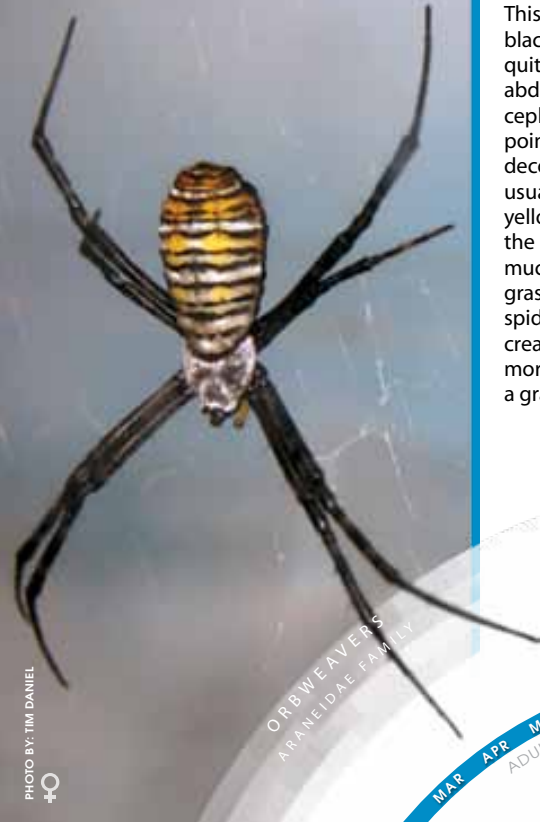 This
blac
quit
abd
ceph
poin
deco
usua
yello
the
muc
gras
spid
crea
mor
a gra
ORBWEAVERS
ARANEIDAE FAMILY
MAR APR M
ADU
PHOTO BY: TIM DANIEL